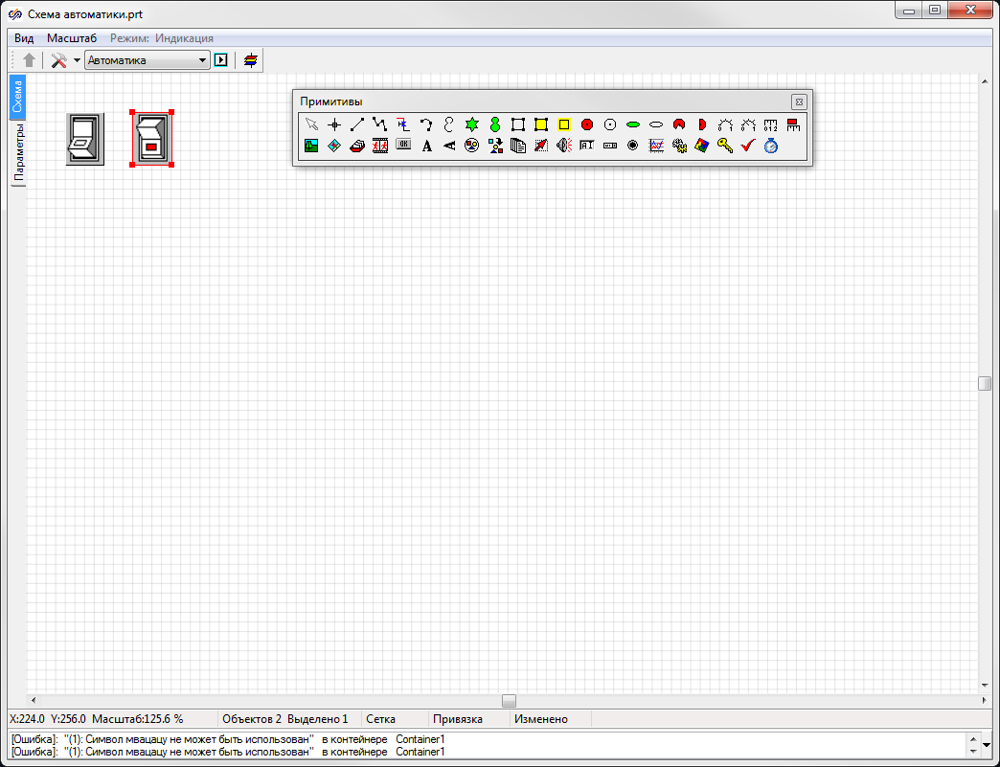 Схема автоматики.prt
Вид Масштаб Режим: Индикация
Автоматика
Схема
Параметры
Примитивы
OK
A
X:224.0 Y:256.0 Масштаб:125.6 % Объектов 2 Выделено 1 Сетка Привязка Изменено
[Ошибка]: "(1): Символ мвацацу не может быть использован" в контейнере Container1
[Ошибка]: "(1): Символ мвацацу не может быть использован" в контейнере Container1